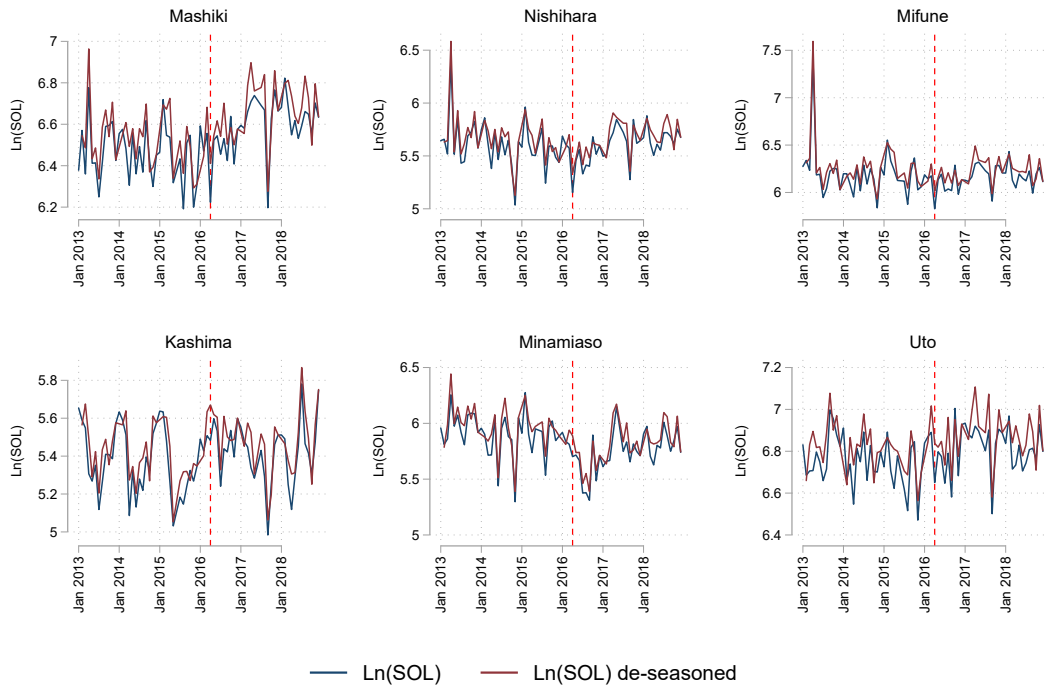 Mashiki
Ln(SOL)
7
6.8
6.6
6.4
6.2
Jan 2013
Jan 2014
Jan 2015
Jan 2016
Jan 2017
Jan 2018
Nishihara
Ln(SOL)
6.5
6
5.5
5
Jan 2013
Jan 2014
Jan 2015
Jan 2016
Jan 2017
Jan 2018
Mifune
Ln(SOL)
7.5
7
6.5
6
Jan 2013
Jan 2014
Jan 2015
Jan 2016
Jan 2017
Jan 2018
Kashima
Ln(SOL)
5.8
5.6
5.4
5.2
5
Jan 2013
Jan 2014
Jan 2015
Jan 2016
Jan 2017
Jan 2018
Minamiaso
Ln(SOL)
6.5
6
5.5
5
Jan 2013
Jan 2014
Jan 2015
Jan 2016
Jan 2017
Jan 2018
Uto
Ln(SOL)
7.2
7
6.8
6.6
6.4
Jan 2013
Jan 2014
Jan 2015
Jan 2016
Jan 2017
Jan 2018
Ln(SOL)
Ln(SOL) de-seasoned